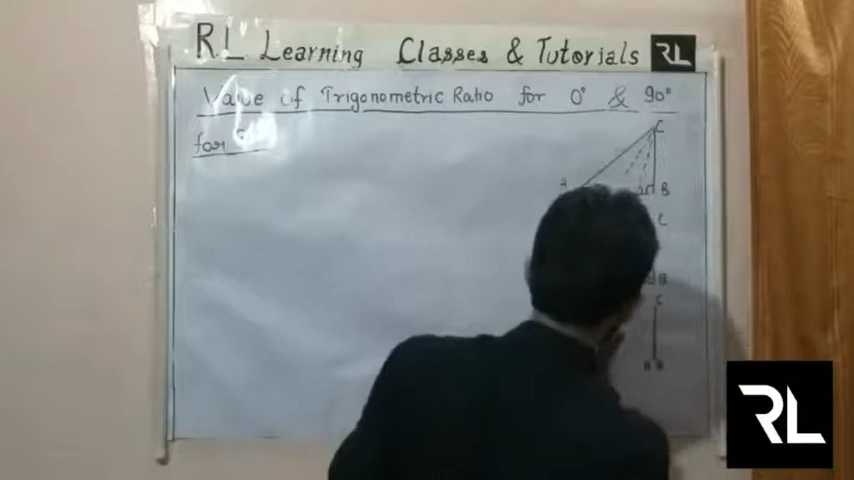 R.L Learning Classes & Tutorials RL
Value of Trigonometric Ratio for 0° & 90°
for
C
B
C
B
C
B
RL